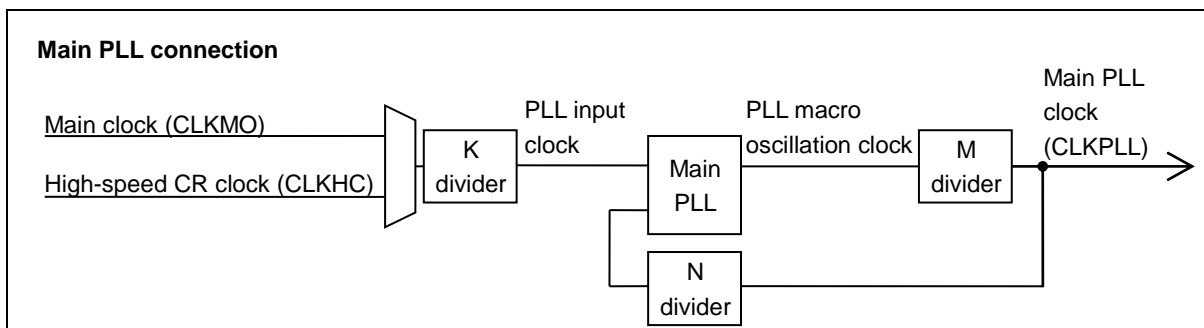 Main PLL connection
Main clock (CLKMO)
High-speed CR clock (CLKHC)
K
divider
PLL input
clock
Main
PLL
PLL macro
oscillation clock
M
divider
Main PLL
clock
(CLKPLL)
N
divider